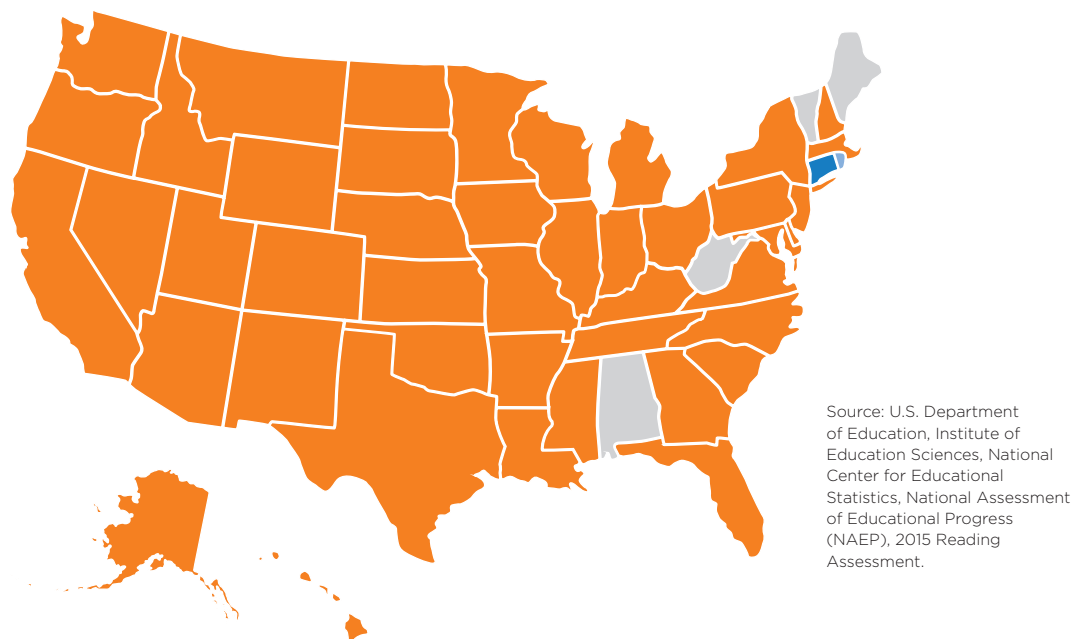 Source: U.S. Department
of Education, Institute of
Education Sciences, National
Center for Educational
Statistics, National Assessment
of Educational Progress
(NAEP), 2015 Reading
Assessment.